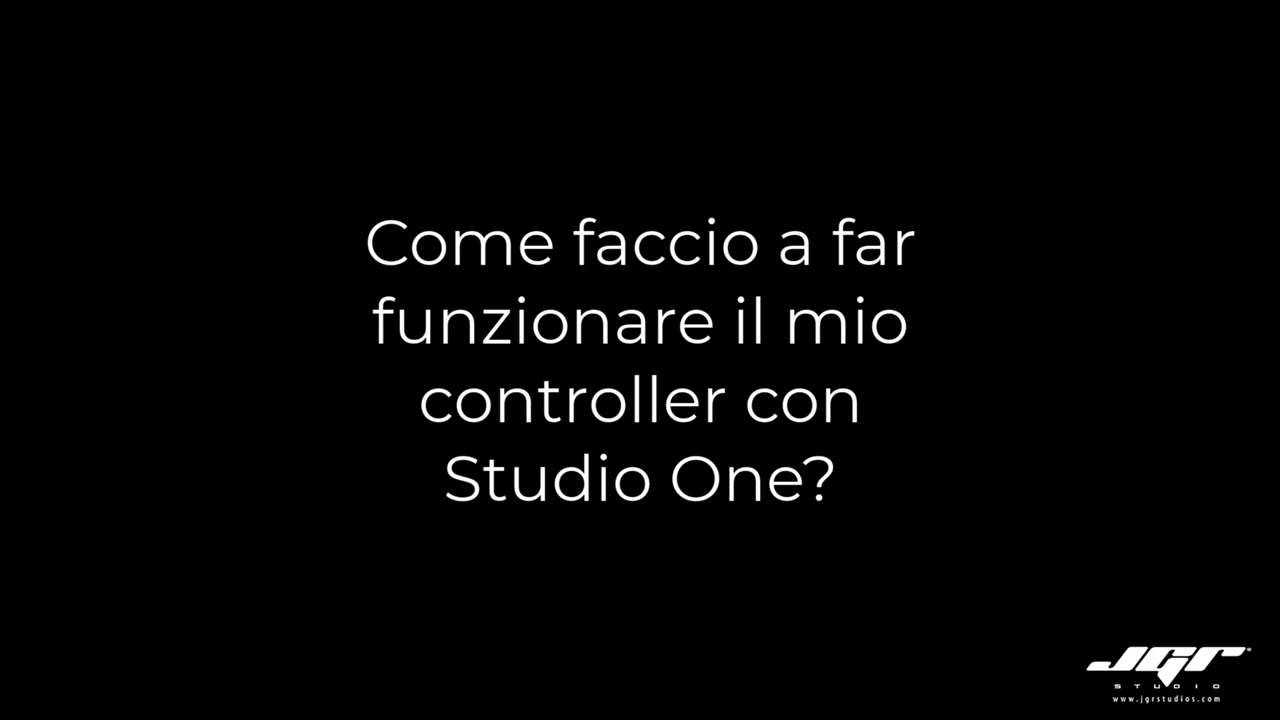 Come faccio a far
funzionare il mio
controller con
Studio One?
JGR
STUDIO
www.jgrstudios.com